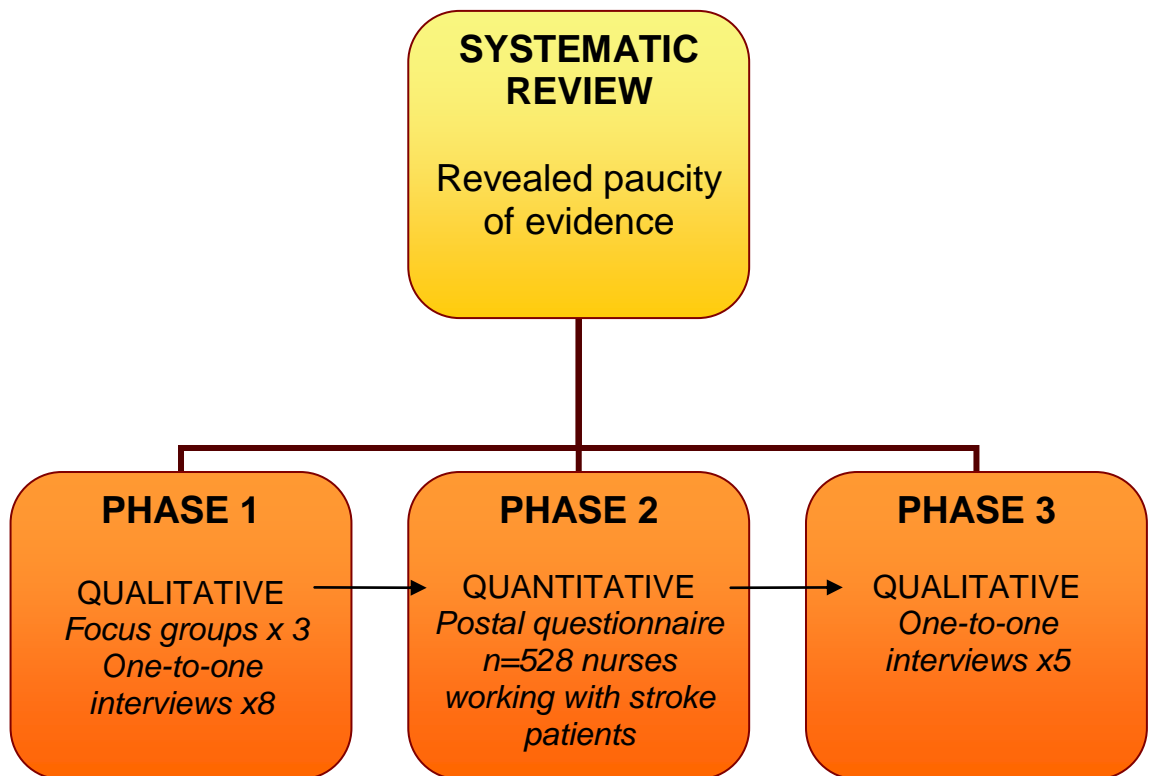 SYSTEMATIC
REVIEW
Revealed paucity
of evidence
PHASE 1
QUALITATIVE
Focus groups x 3
One-to-one
interviews x8
PHASE 2
QUANTITATIVE
Postal questionnaire
n=528 nurses
working with stroke
patients
PHASE 3
QUALITATIVE
One-to-one
interviews x5